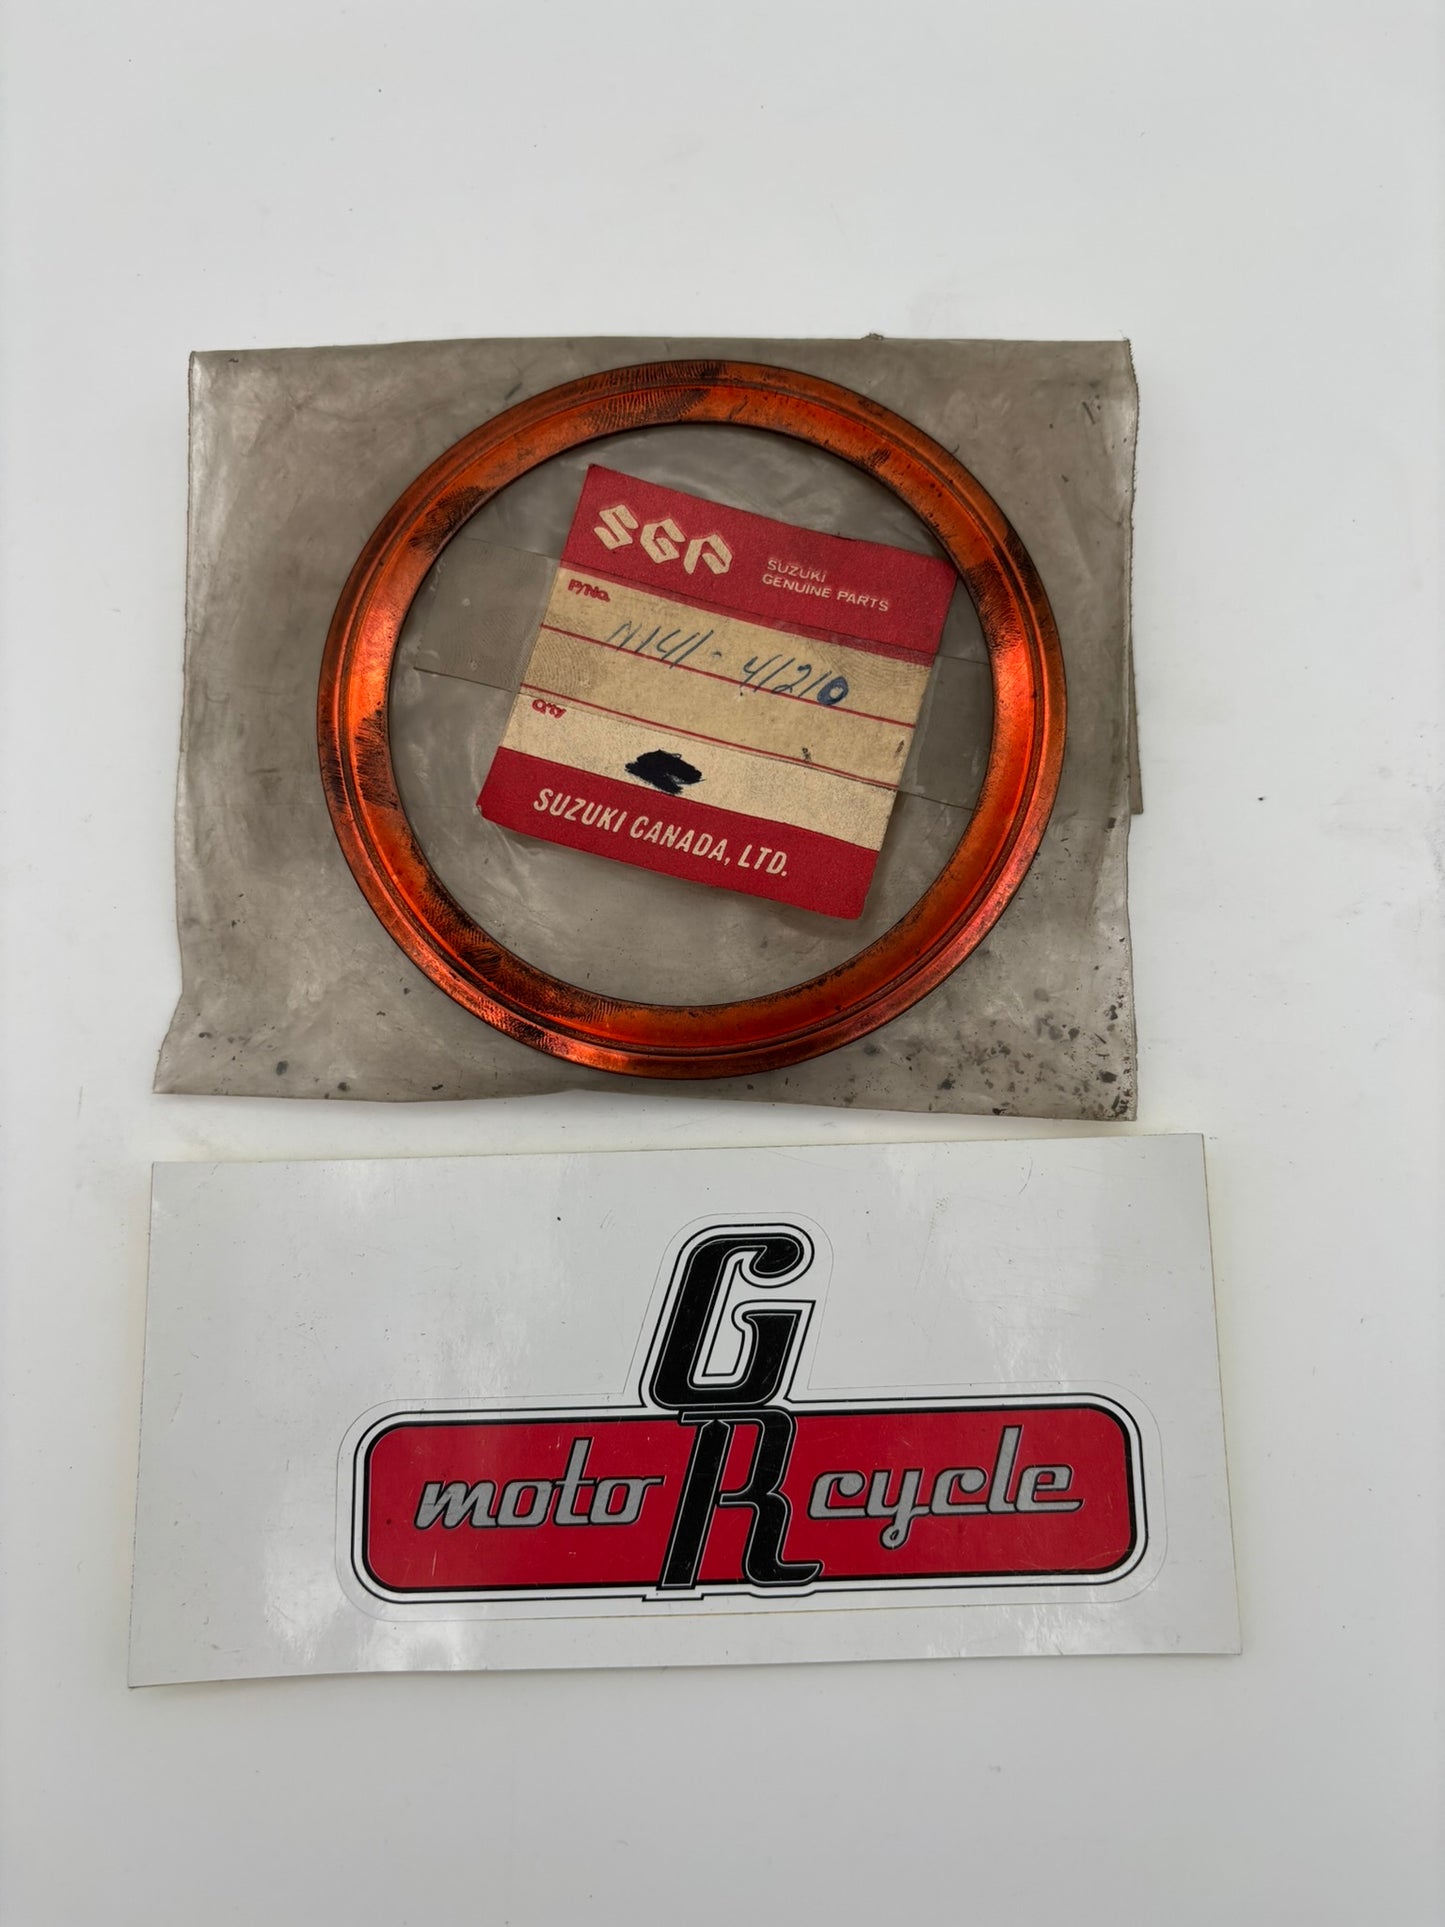 SGP
SUZUKI
GENUINE PARTS
P/No.
11141-41210
Q'ty
SUZUKI CANADA, LTD.
G
moto R cycle